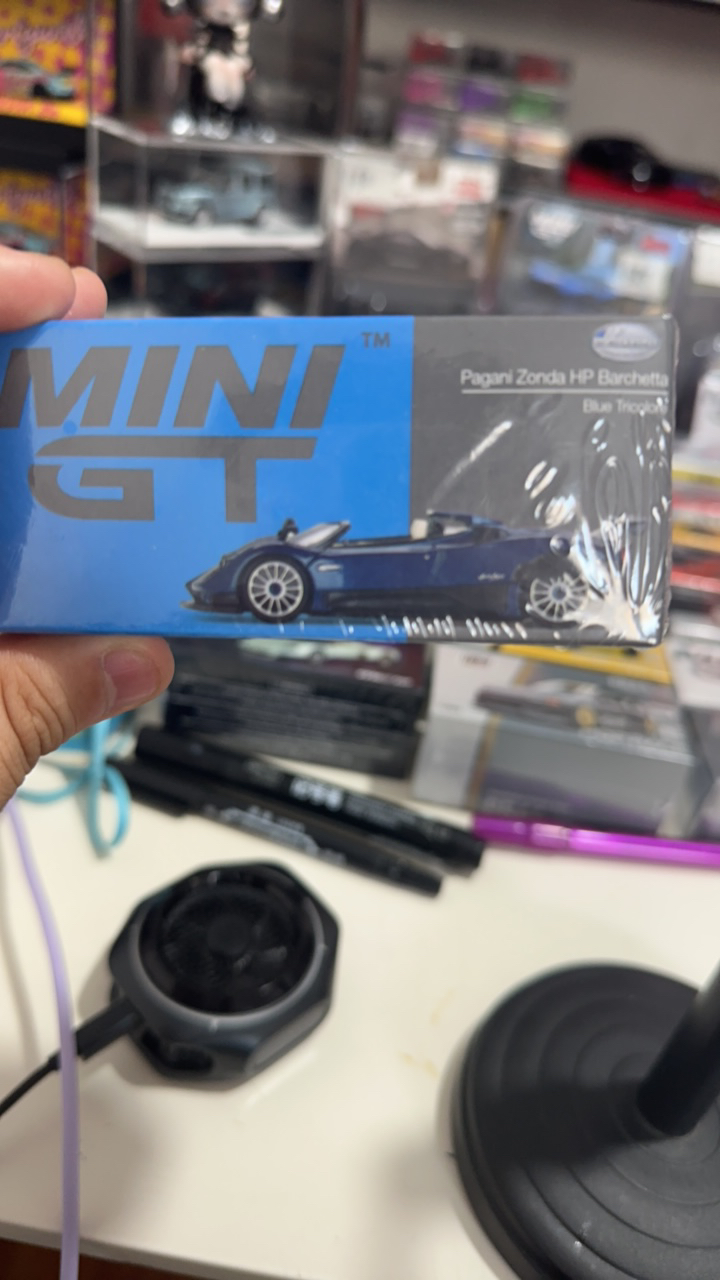 MINI
GT
TM
Pagani Zonda HP Barchetta
Blue Tricolore